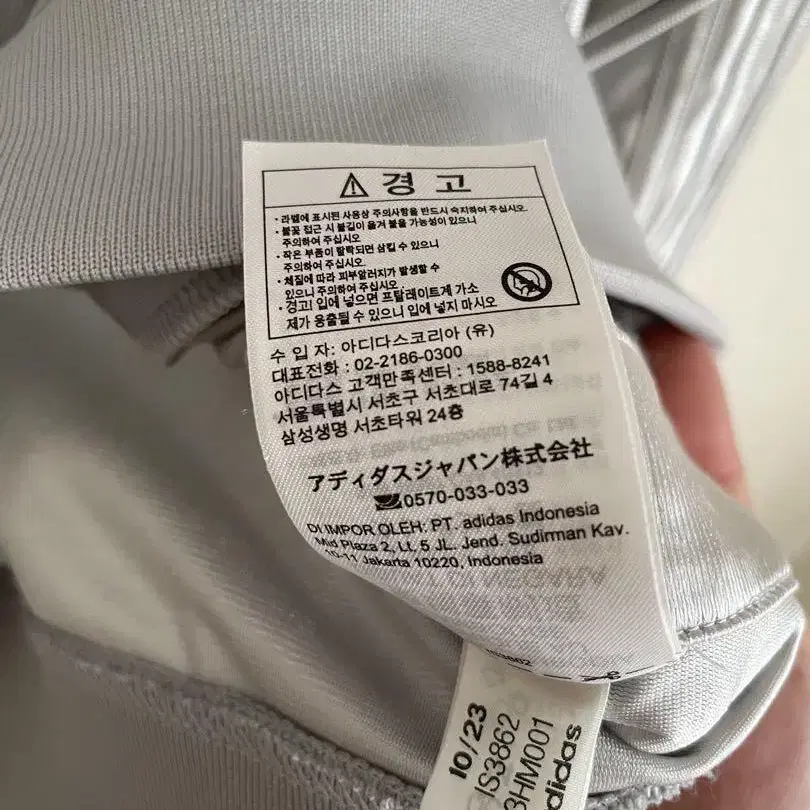 경 고
· 라벨에 표시된 사용상 주의사항을 반드시 숙지하여 주십시오.
· 불꽃 접근 시 불길이 옮겨 붙을 가능성이 있으니
주의하여 주십시오
· 작은 부품이 탈락되면 삼킬 수 있으니
주의하여 주십시오
· 체질에 따라 피부알러지가 발생할 수
있으니 주의하여 주십시오
· 경고! 입에 넣으면 프탈레이트계 가소
제가 용출될 수 있으니 입에 넣지 마시오
수 입 자: 아디다스코리아 (유)
대표전화 : 02-2186-0300
아디다스 고객만족센터 : 1588-8241
서울특별시 서초구 서초대로 74길 4
삼성생명 서초타워 24층
アディダスジャパン株式会社
0570-033-033
DI IMPOR OLEH: PT. adidas Indonesia
Mid Plaza 2, Lt. 5 JL. Jend. Sudirman Kav.
10-11 Jakarta 10220, Indonesia
10/23
IS3862
3HM001
adidas